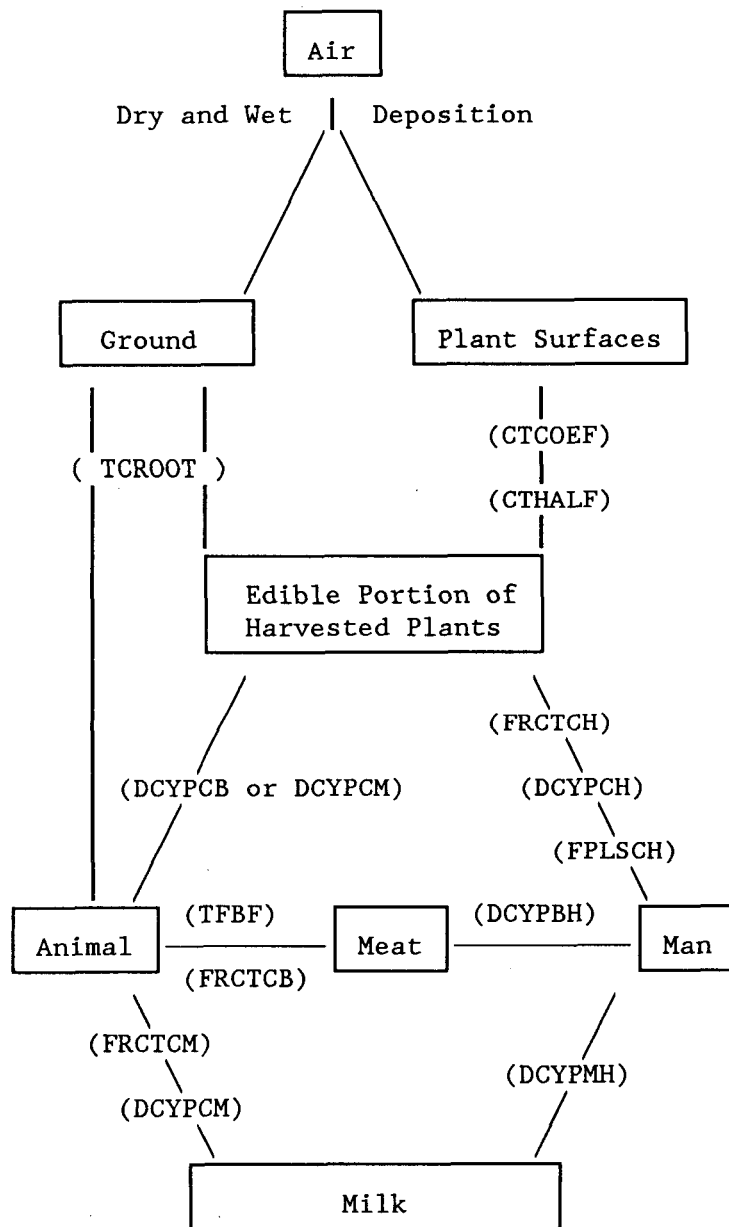 Air
Dry and Wet Deposition
Ground
Plant Surfaces
(CTCOEF)
( TCROOT )
(CTHALF)
Edible Portion of
Harvested Plants
(FRCTCH)
(DCYPCB or DCYPCM)
(DCYPCH)
(FPLSCH)
(TFBF)
(DCYPBH)
Animal
Meat
Man
(FRCTCB)
(FRCTCM)
(DCYPMH)
(DCYPCM)
Milk